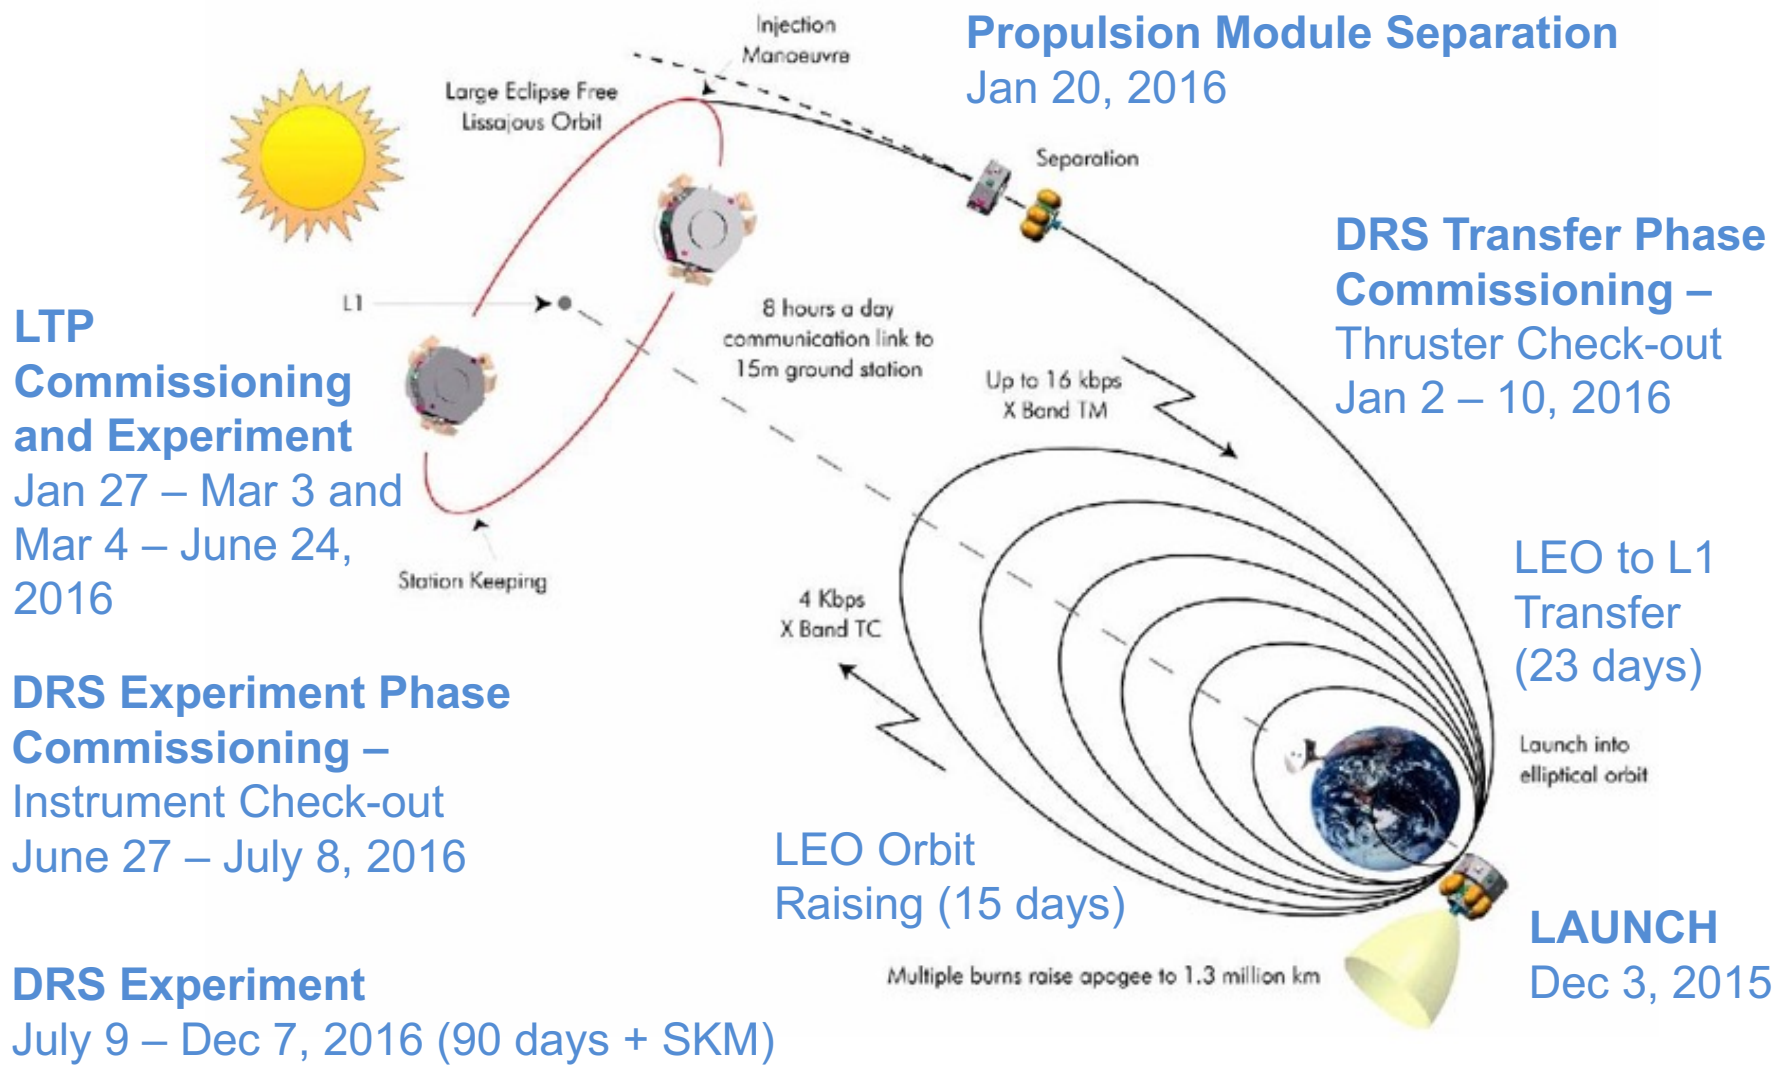 Injection
Manoeuvre
Propulsion Module Separation
Jan 20, 2016
Large Eclipse Free
Lissajous Orbit
Separation
DRS Transfer Phase
Commissioning –
Thruster Check-out
Jan 2 – 10, 2016
L1
8 hours a day
communication link to
15m ground station
LTP
Commissioning
and Experiment
Jan 27 – Mar 3 and
Mar 4 – June 24,
2016
Up to 16 kbps
X Band TM
Station Keeping
4 Kbps
X Band TC
LEO to L1
Transfer
(23 days)
DRS Experiment Phase
Commissioning –
Instrument Check-out
June 27 – July 8, 2016
Launch into
elliptical orbit
LEO Orbit
Raising (15 days)
LAUNCH
Dec 3, 2015
Multiple burns raise apogee to 1.3 million km
DRS Experiment
July 9 – Dec 7, 2016 (90 days + SKM)